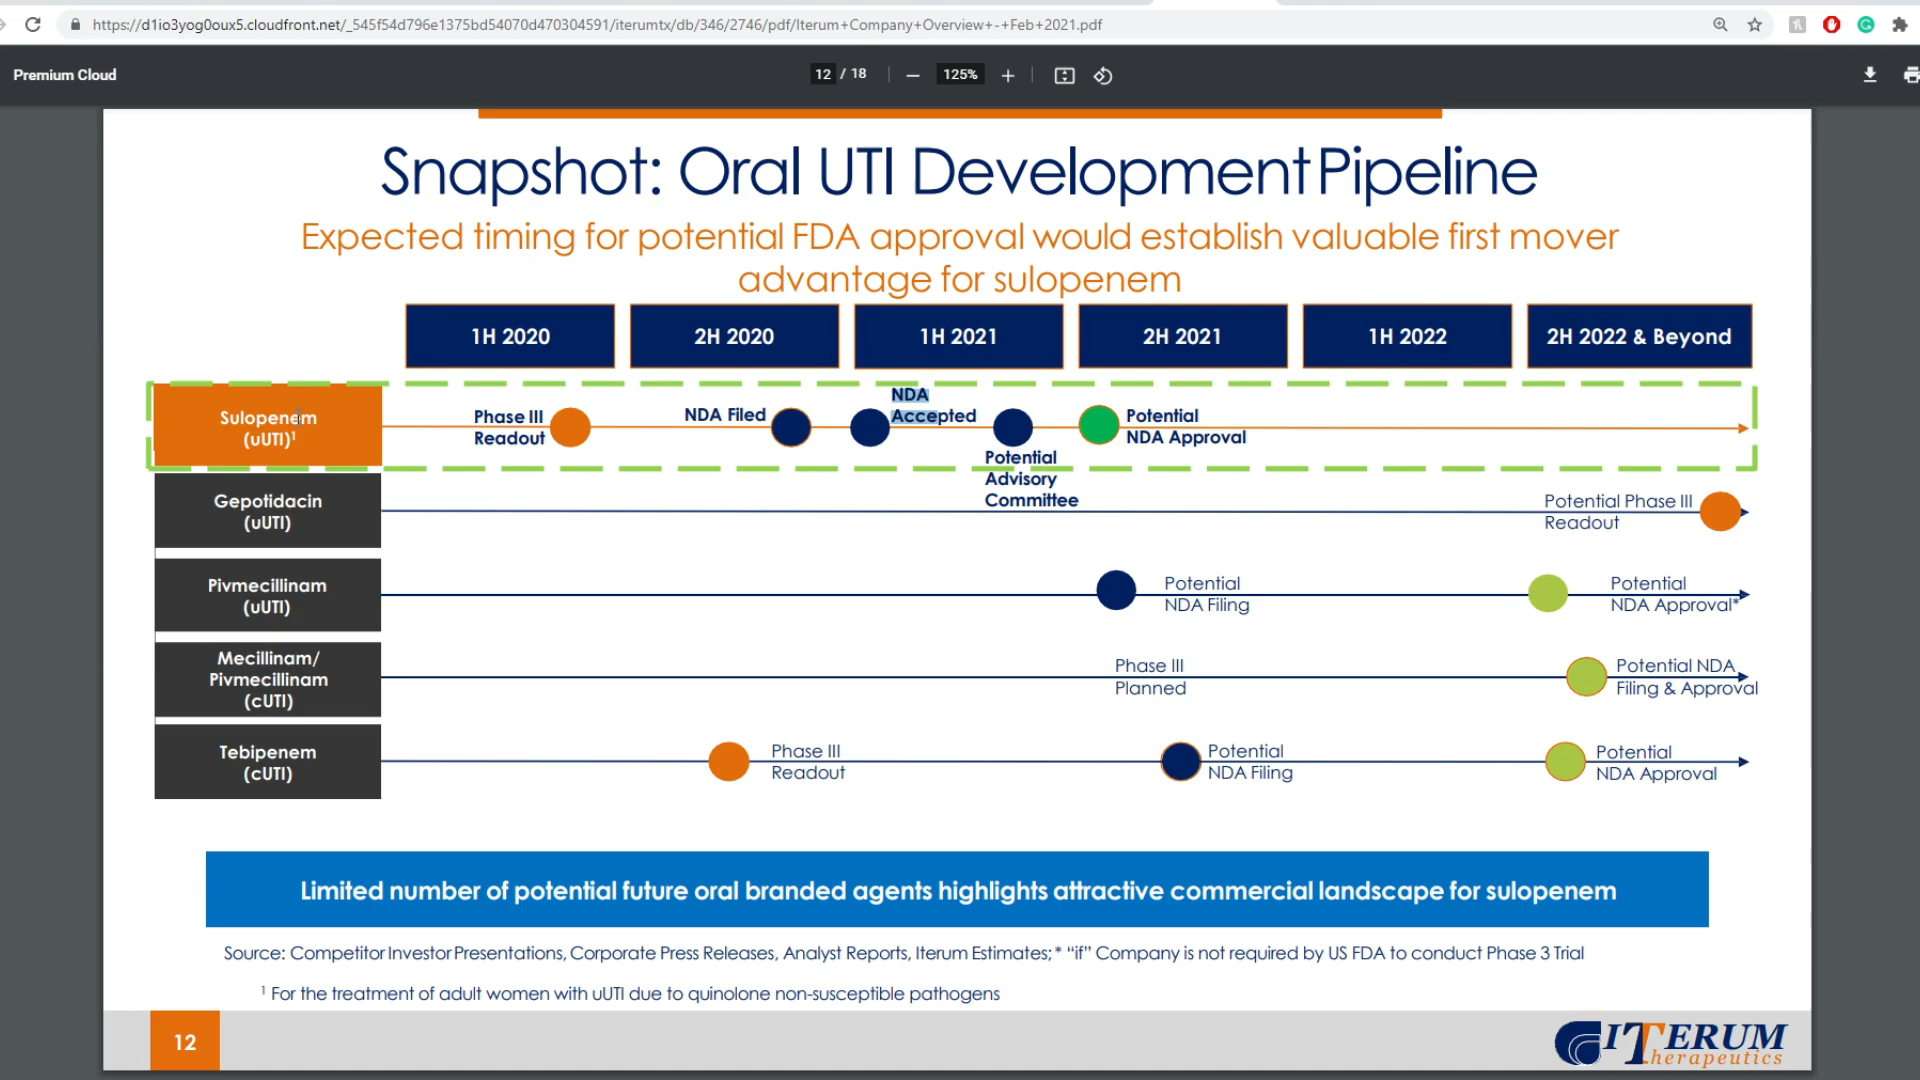 https://d1io3yog0oux5.cloudfront.net/_545f54d796e1375bd54070d470304591/iterumtx/db/346/2746/pdf/Iterum+Company+Overview+-+Feb+2021.pdf
Premium Cloud
12 / 18
125%
Snapshot: Oral UTI Development Pipeline
Expected timing for potential FDA approval would establish valuable first mover
advantage for sulopenem
1H 2020
2H 2020
1H 2021
2H 2021
1H 2022
2H 2022 & Beyond
Sulopenem
(uUTI)¹
Phase III
Readout
NDA Filed
NDA
Accepted
Potential
Advisory
Committee
Potential
NDA Approval
Gepotidacin
(uUTI)
Potential Phase III
Readout
Pivmecillinam
(uUTI)
Potential
NDA Filing
Potential
NDA Approval*
Mecillinam/
Pivmecillinam
(cUTI)
Phase III
Planned
Potential NDA
Filing & Approval
Tebipenem
(cUTI)
Phase III
Readout
Potential
NDA Filing
Potential
NDA Approval
Limited number of potential future oral branded agents highlights attractive commercial landscape for sulopenem
Source: Competitor Investor Presentations, Corporate Press Releases, Analyst Reports, Iterum Estimates; * “if” Company is not required by US FDA to conduct Phase 3 Trial
¹ For the treatment of adult women with uUTI due to quinolone non-susceptible pathogens
12
ITERUM
Therapeutics